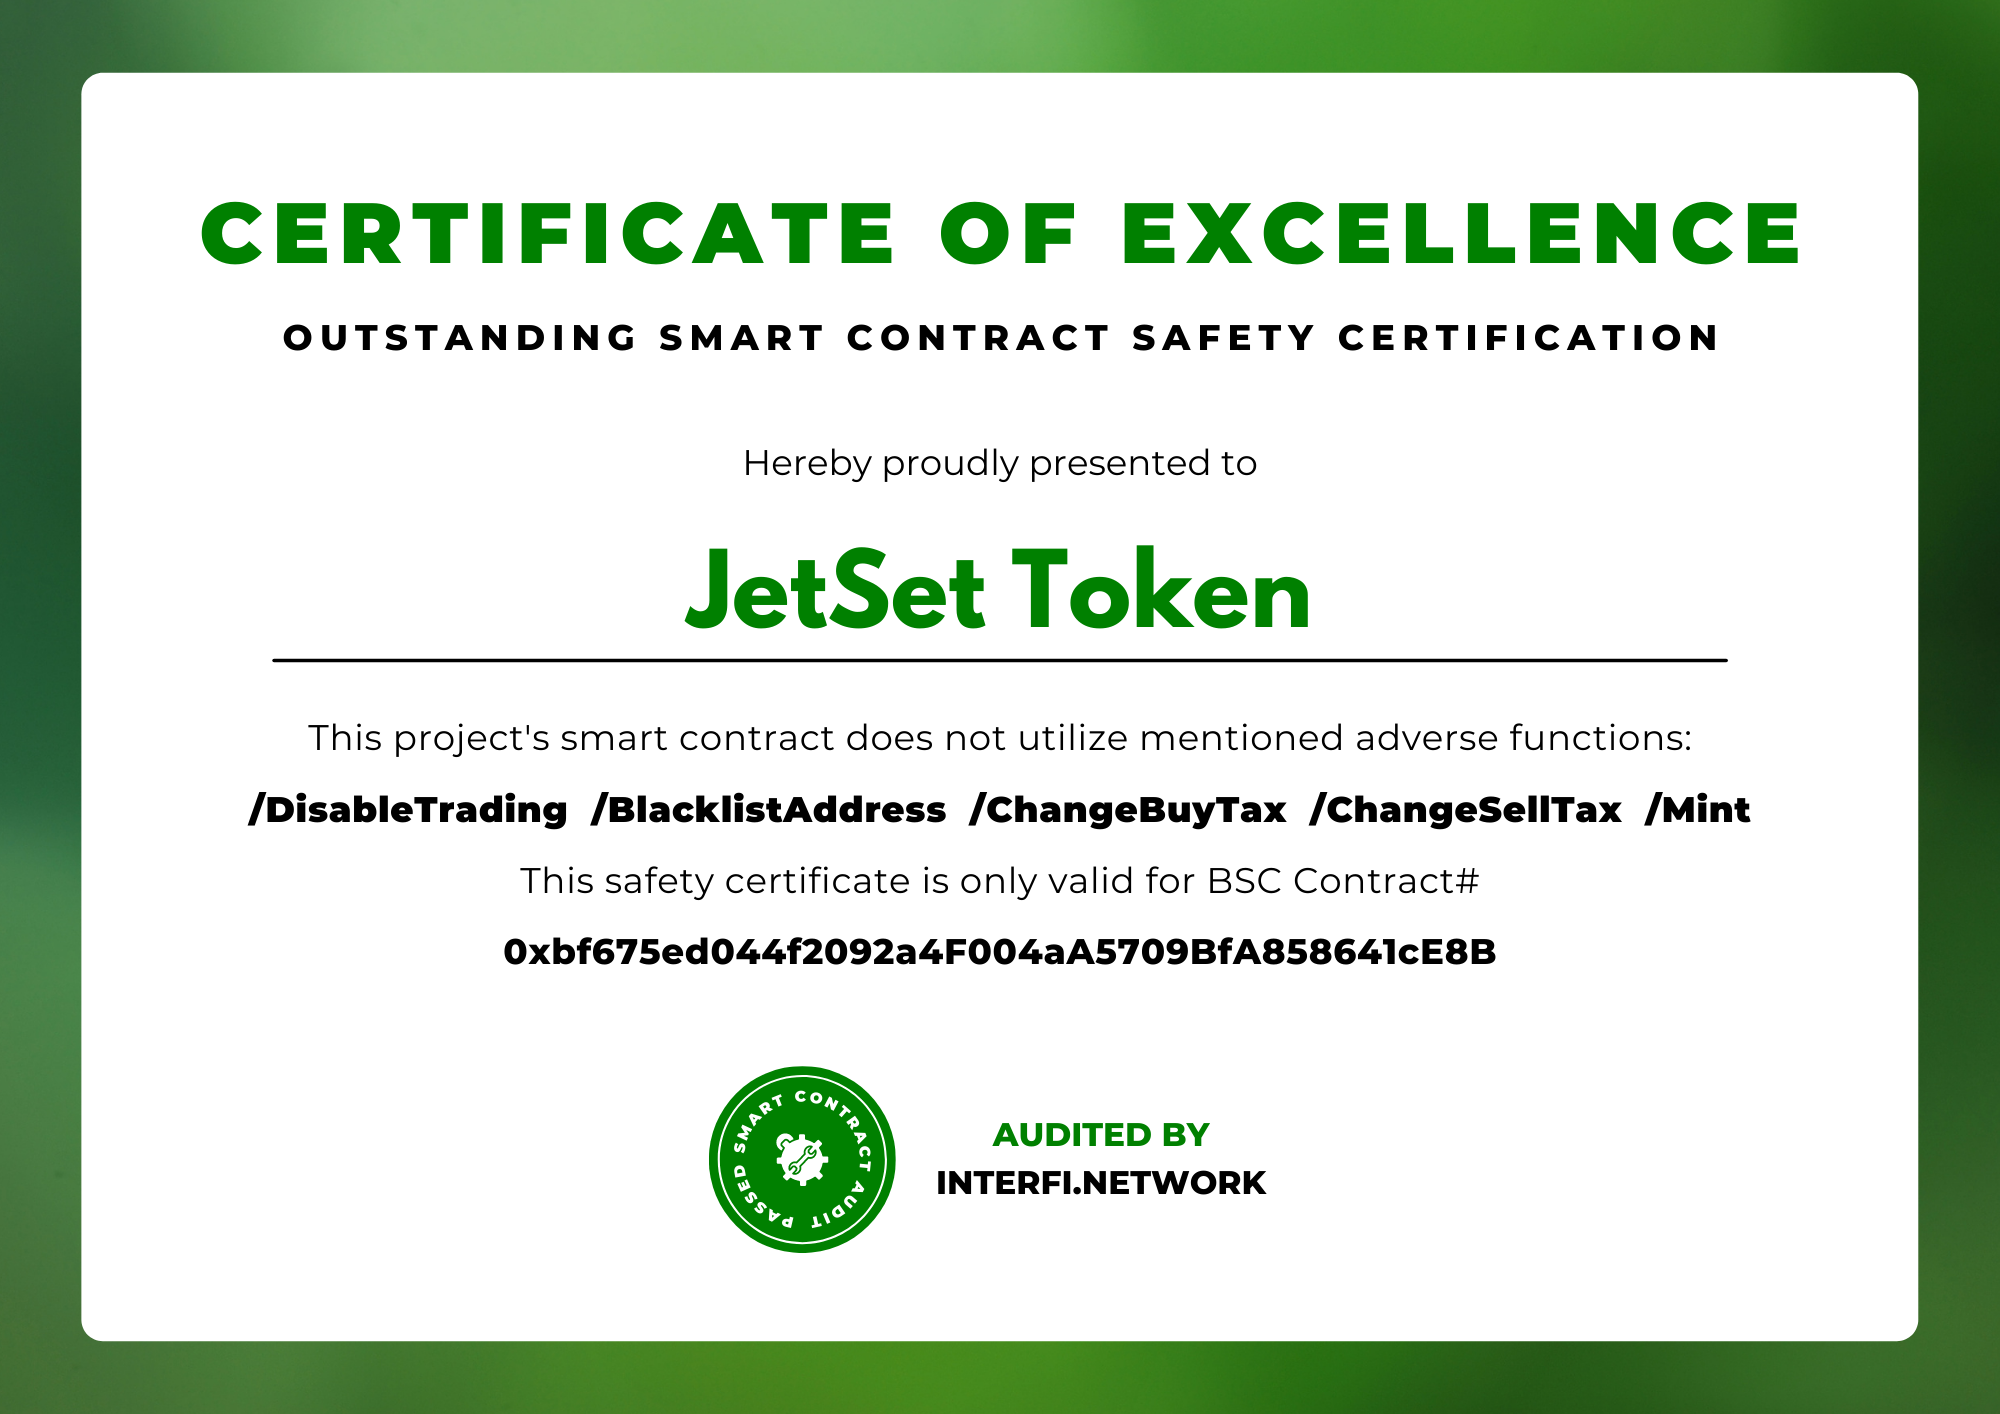 CERTIFICATE OF EXCELLENCE
OUTSTANDING SMART CONTRACT SAFETY CERTIFICATION
Hereby proudly presented to
JetSet Token
This project's smart contract does not utilize mentioned adverse functions:
/DisableTrading /BlacklistAddress /ChangeBuyTax /ChangeSellTax /Mint
This safety certificate is only valid for BSC Contract#
0xbf675ed044f2092a4F004aA5709BfA858641cE8B
PASSED SMART CONTRACT AUDIT
AUDITED BY
INTERFI.NETWORK